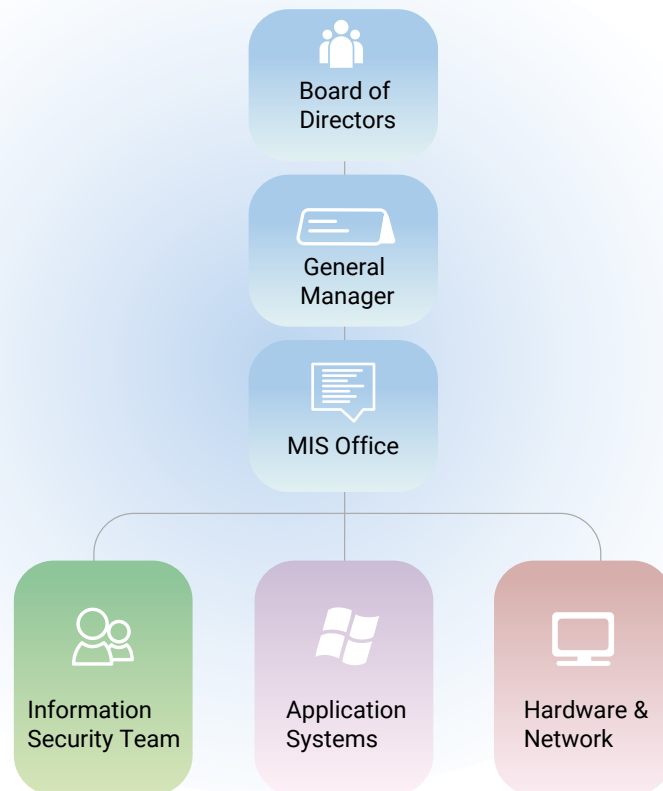 Board of
Directors
General
Manager
MIS Office
Information
Security Team
Application
Systems
Hardware &
Network